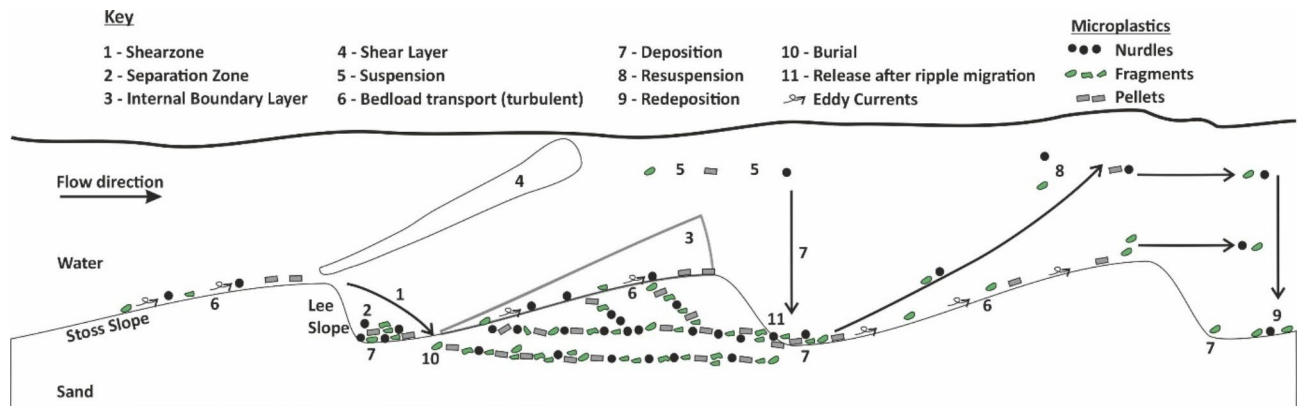 Key
1 - Shearzone
2 - Separation Zone
3 - Internal Boundary Layer
4 - Shear Layer
5 - Suspension
6 - Bedload transport (turbulent)
7 - Deposition
8 - Resuspension
9 - Redeposition
10 - Burial
11 - Release after ripple migration
Eddy Currents
Microplastics
Nurdles
Fragments
Pellets
Flow direction
4
5
5
8
7
3
Water
6
1
6
6
Stoss Slope
Lee
Slope
2
7
10
11
7
7
9
Sand